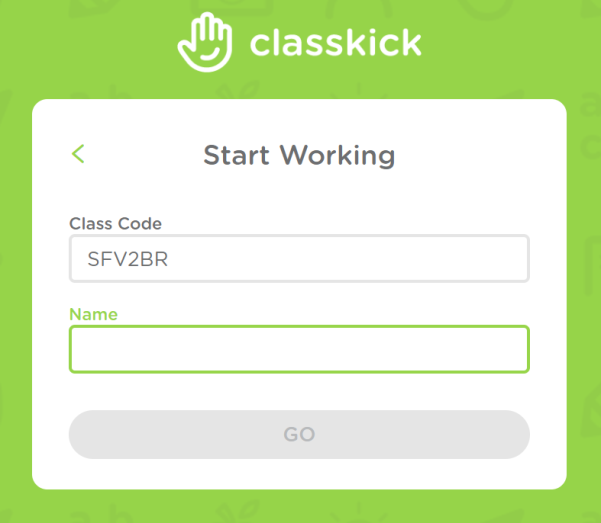 classkick
Start Working
Class Code
SFV2BR
Name
GO